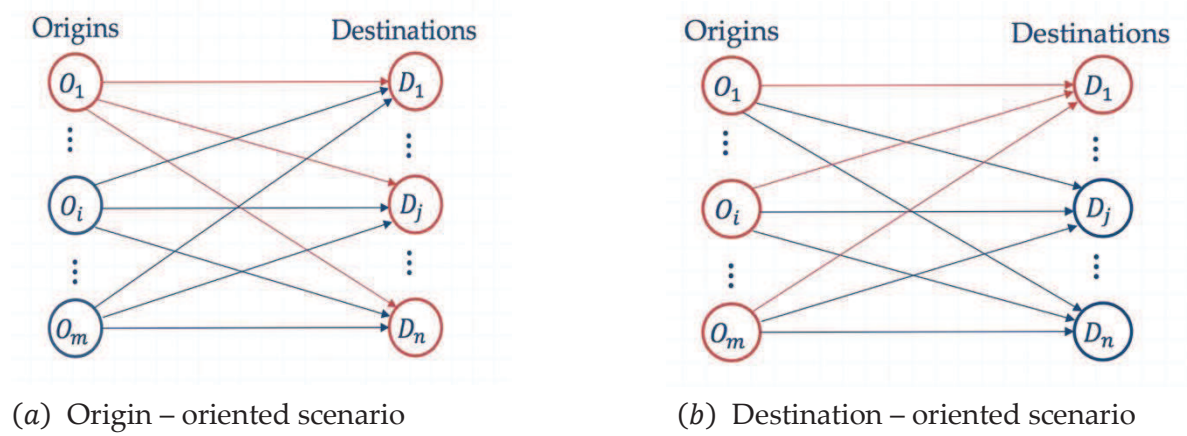 Origins
Destinations
O₁
D₁
⋮
⋮
Oᵢ
Dⱼ
⋮
⋮
Oₘ
Dₙ
(a) Origin – oriented scenario
Origins
Destinations
O₁
D₁
⋮
⋮
Oᵢ
Dⱼ
⋮
⋮
Oₘ
Dₙ
(b) Destination – oriented scenario